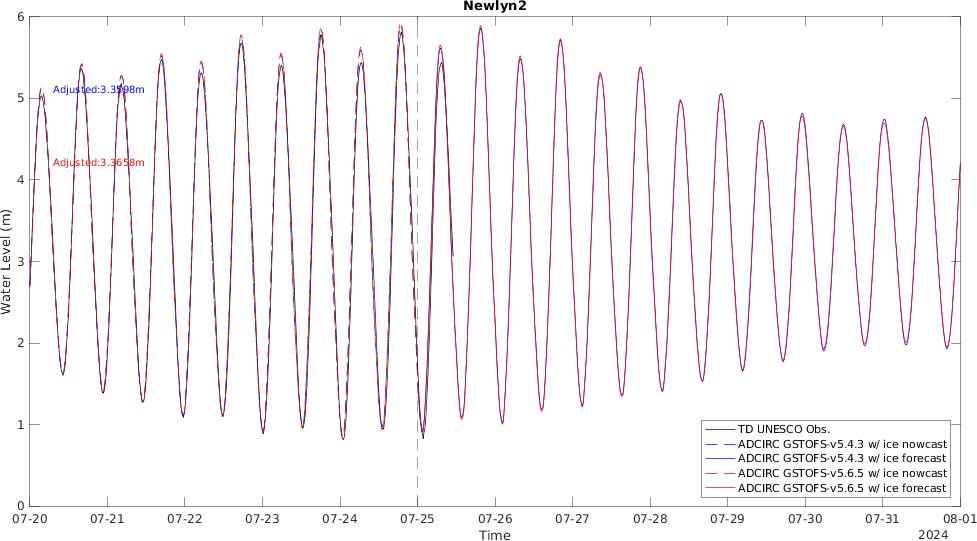 Newlyn2
6
5
4
3
2
1
0
Water Level (m)
Adjusted:3.3598m
Adjusted:3.3658m
TD UNESCO Obs.
ADCIRC GSTOFS-v5.4.3 w/ ice nowcast
ADCIRC GSTOFS-v5.4.3 w/ ice forecast
ADCIRC GSTOFS-v5.6.5 w/ ice nowcast
ADCIRC GSTOFS-v5.6.5 w/ ice forecast
07-20 07-21 07-22 07-23 07-24 07-25 07-26 07-27 07-28 07-29 07-30 07-31 08-01
Time
2024